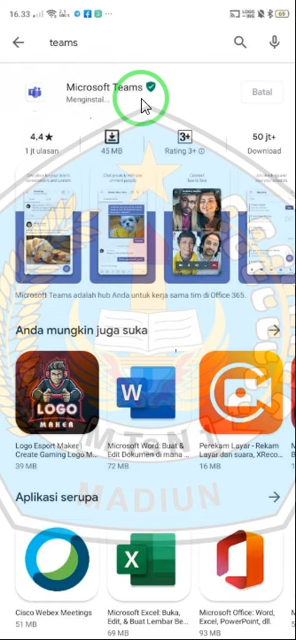 16.33
69
teams
Microsoft Teams
Menginstal...
Batal
4,4★
1 jt ulasan
45 MB
3+
Rating 3+
50 jt+
Download
Microsoft Teams adalah hub Anda untuk kerja sama tim di Office 365.
Anda mungkin juga suka
LOGO
MAKER
W
Logo Esport Maker |
Create Gaming Logo M...
39 MB
Microsoft Word: Buat &
Edit Dokumen di mana ...
72 MB
Perekam Layar - Rekam
Layar dan suara, XReco...
16 MB
Aplikasi serupa
MADIUN
X
Cisco Webex Meetings
51 MB
Microsoft Excel: Buka,
Edit, & Buat Lembar Be...
69 MB
Microsoft Office: Word,
Excel, PowerPoint, dll.
93 MB